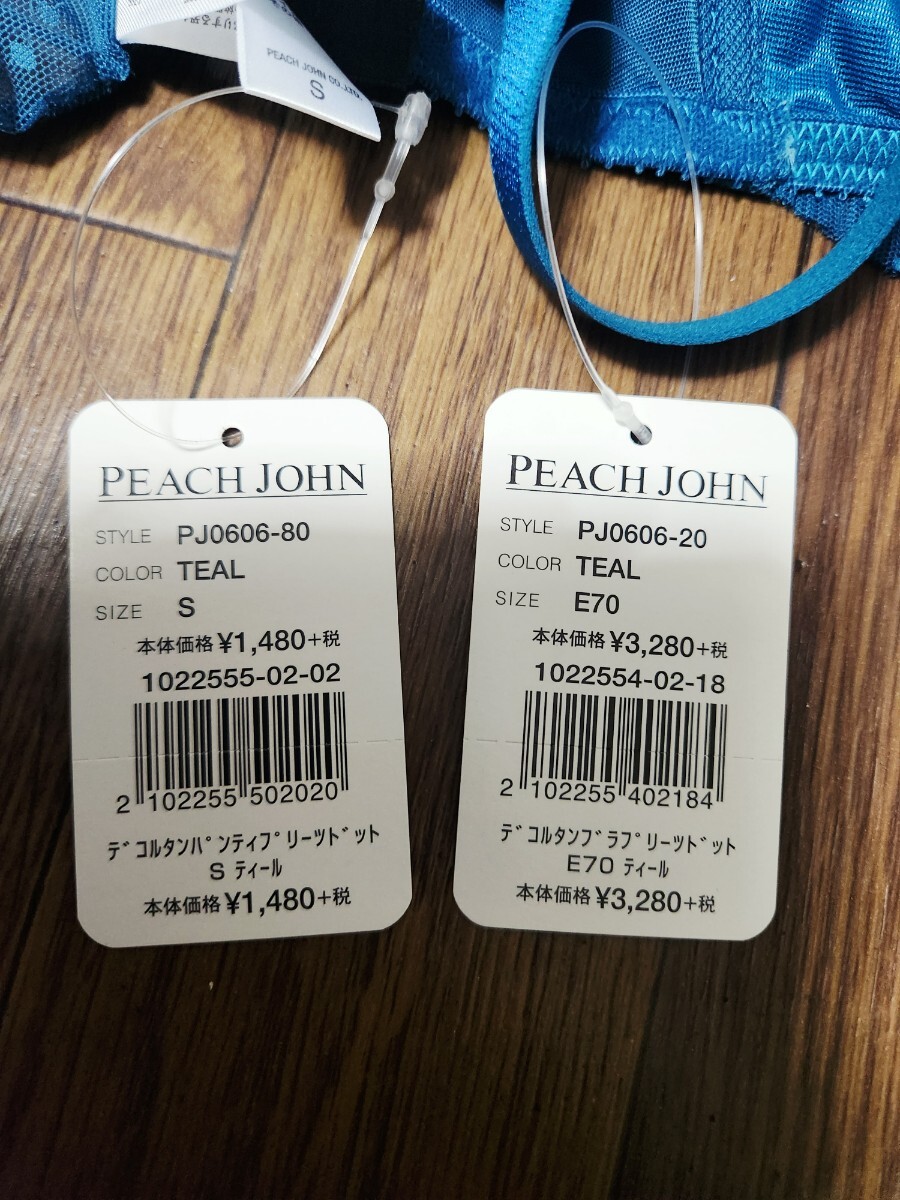 PEACH JOHN CO.,LTD.
S
PEACH JOHN
STYLE PJ0606-80
COLOR TEAL
SIZE S
本体価格 ¥1,480+税
1022555-02-02
2 102255 502020
ﾃﾞｺﾙﾀﾝﾊﾟﾝﾃｨﾌﾟﾘｰﾂﾄﾞｯﾄ
S ﾃｨｰﾙ
本体価格 ¥1,480+税
PEACH JOHN
STYLE PJ0606-20
COLOR TEAL
SIZE E70
本体価格 ¥3,280+税
1022554-02-18
2 102255 402184
ﾃﾞｺﾙﾀﾝﾌﾞﾗﾌﾟﾘｰﾂﾄﾞｯﾄ
E70 ﾃｨｰﾙ
本体価格 ¥3,280+税